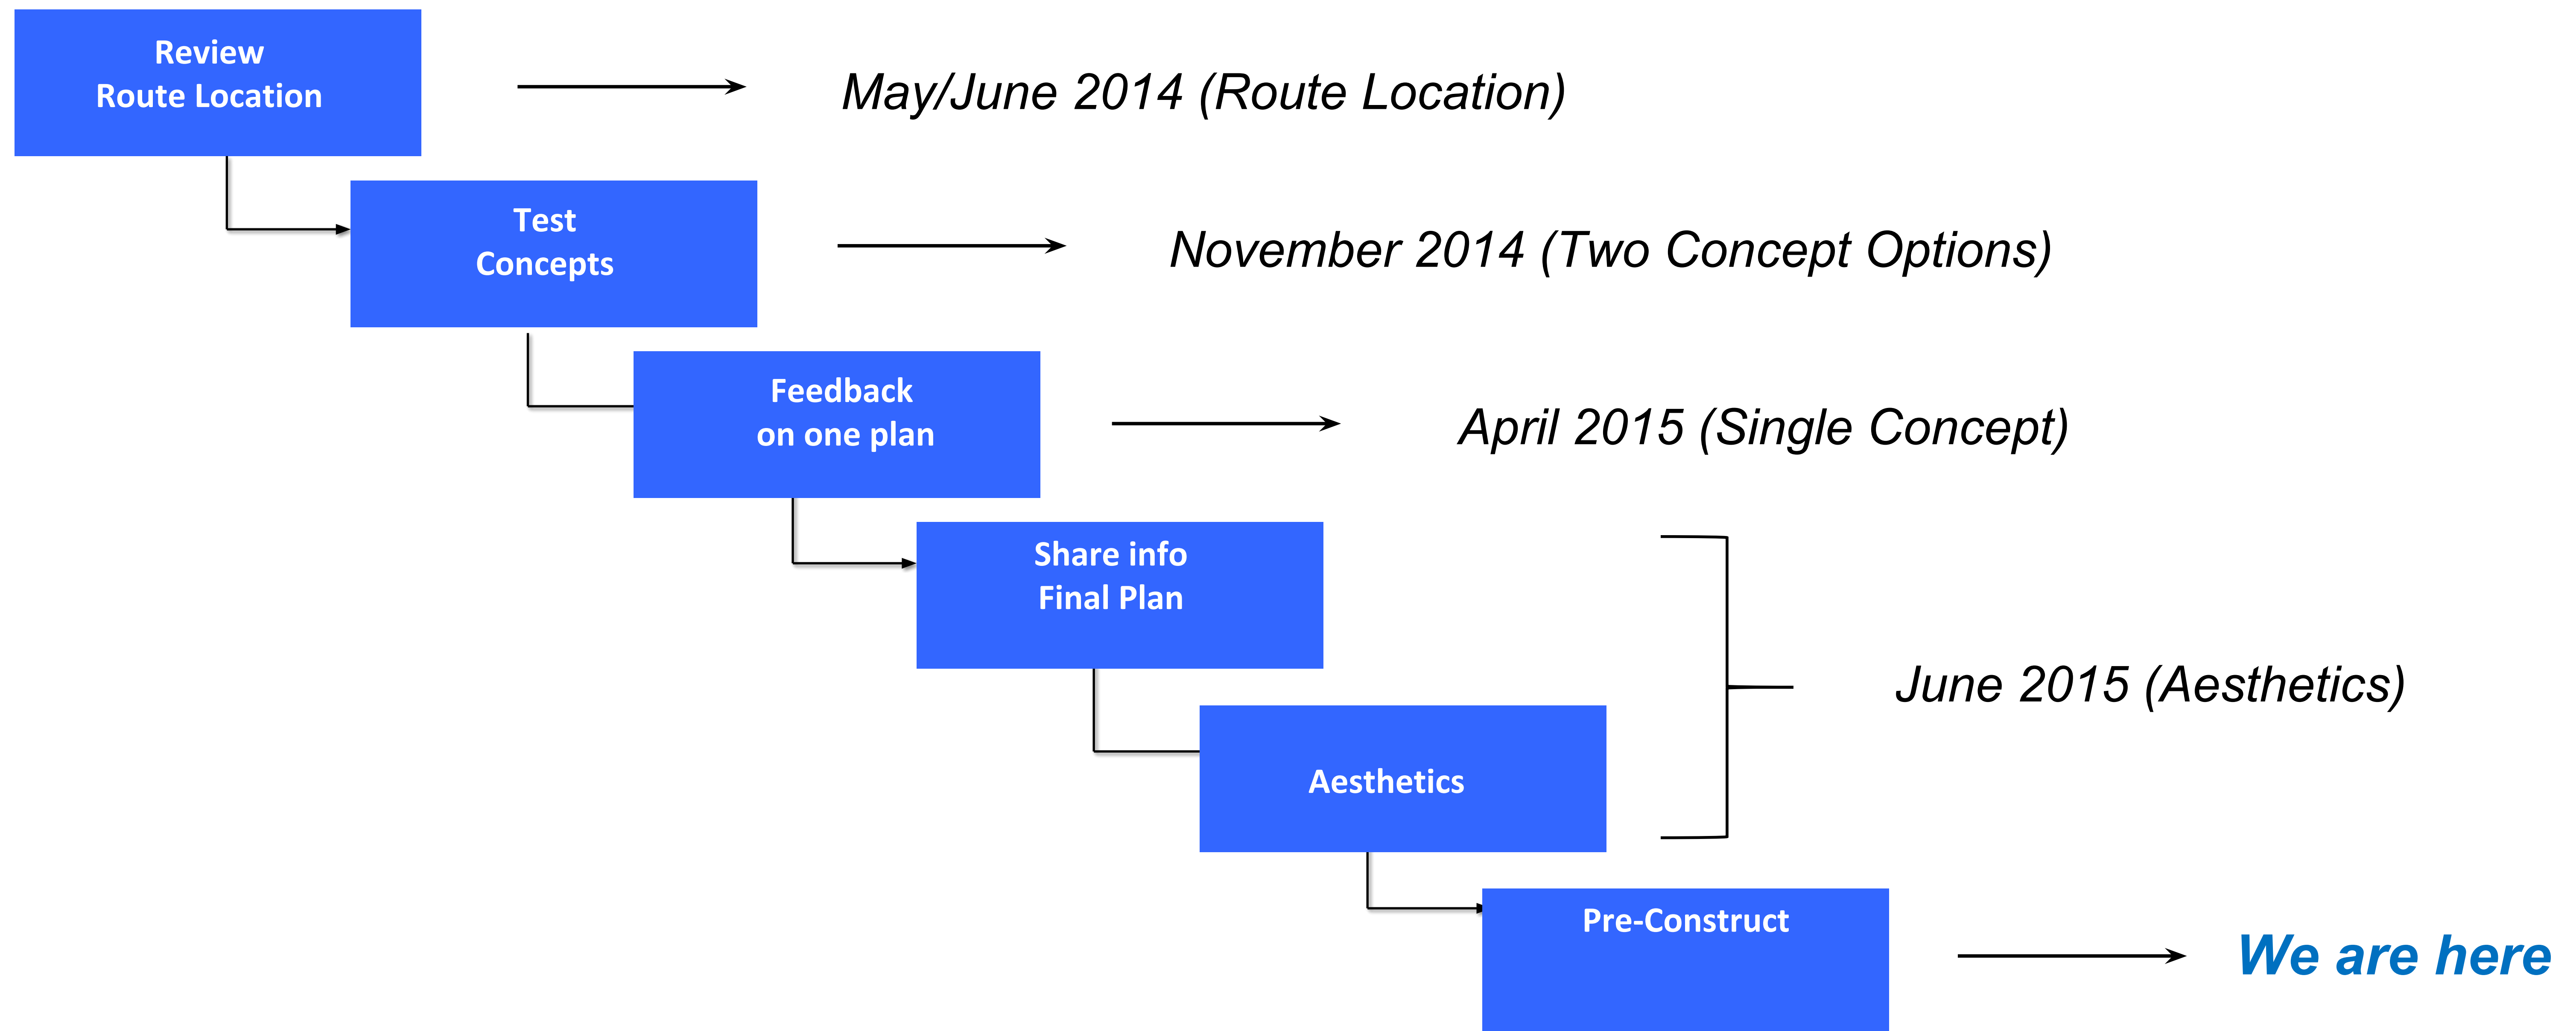 Review
Route Location
May/June 2014 (Route Location)
Test
Concepts
November 2014 (Two Concept Options)
Feedback
on one plan
April 2015 (Single Concept)
Share info
Final Plan
June 2015 (Aesthetics)
Aesthetics
Pre-Construct
We are here